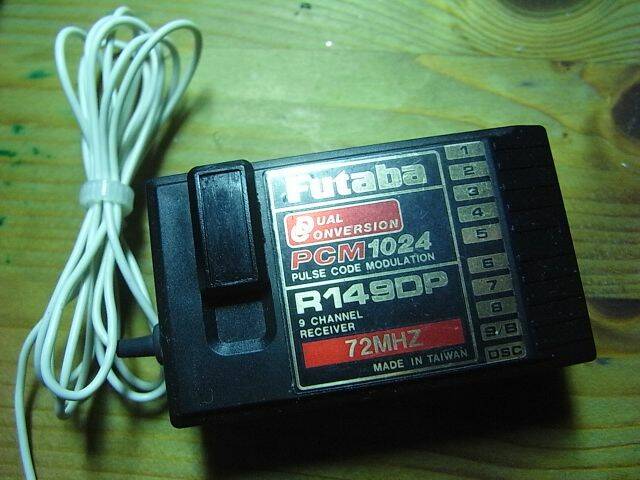 Futaba
DUAL
CONVERSION
PCM1024
PULSE CODE MODULATION
R149DP
9 CHANNEL
RECEIVER
72MHZ
MADE IN TAIWAN
1
2
3
4
5
6
7
8
9/B
DSC